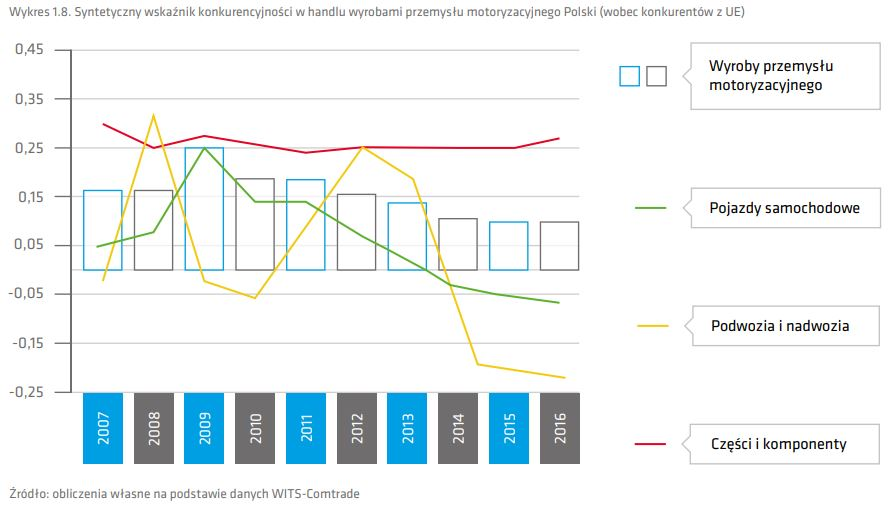 Wykres 1.8. Syntetyczny wskaźnik konkurencyjności w handlu wyrobami przemysłu motoryzacyjnego Polski (wobec konkurentów z UE)
0,45
0,35
0,25
0,15
0,05
-0,05
-0,15
-0,25
2007
2008
2009
2010
2011
2012
2013
2014
2015
2016
Wyroby przemysłu
motoryzacyjnego
Pojazdy samochodowe
Podwozia i nadwozia
Części i komponenty
Źródło: obliczenia własne na podstawie danych WITS-Comtrade